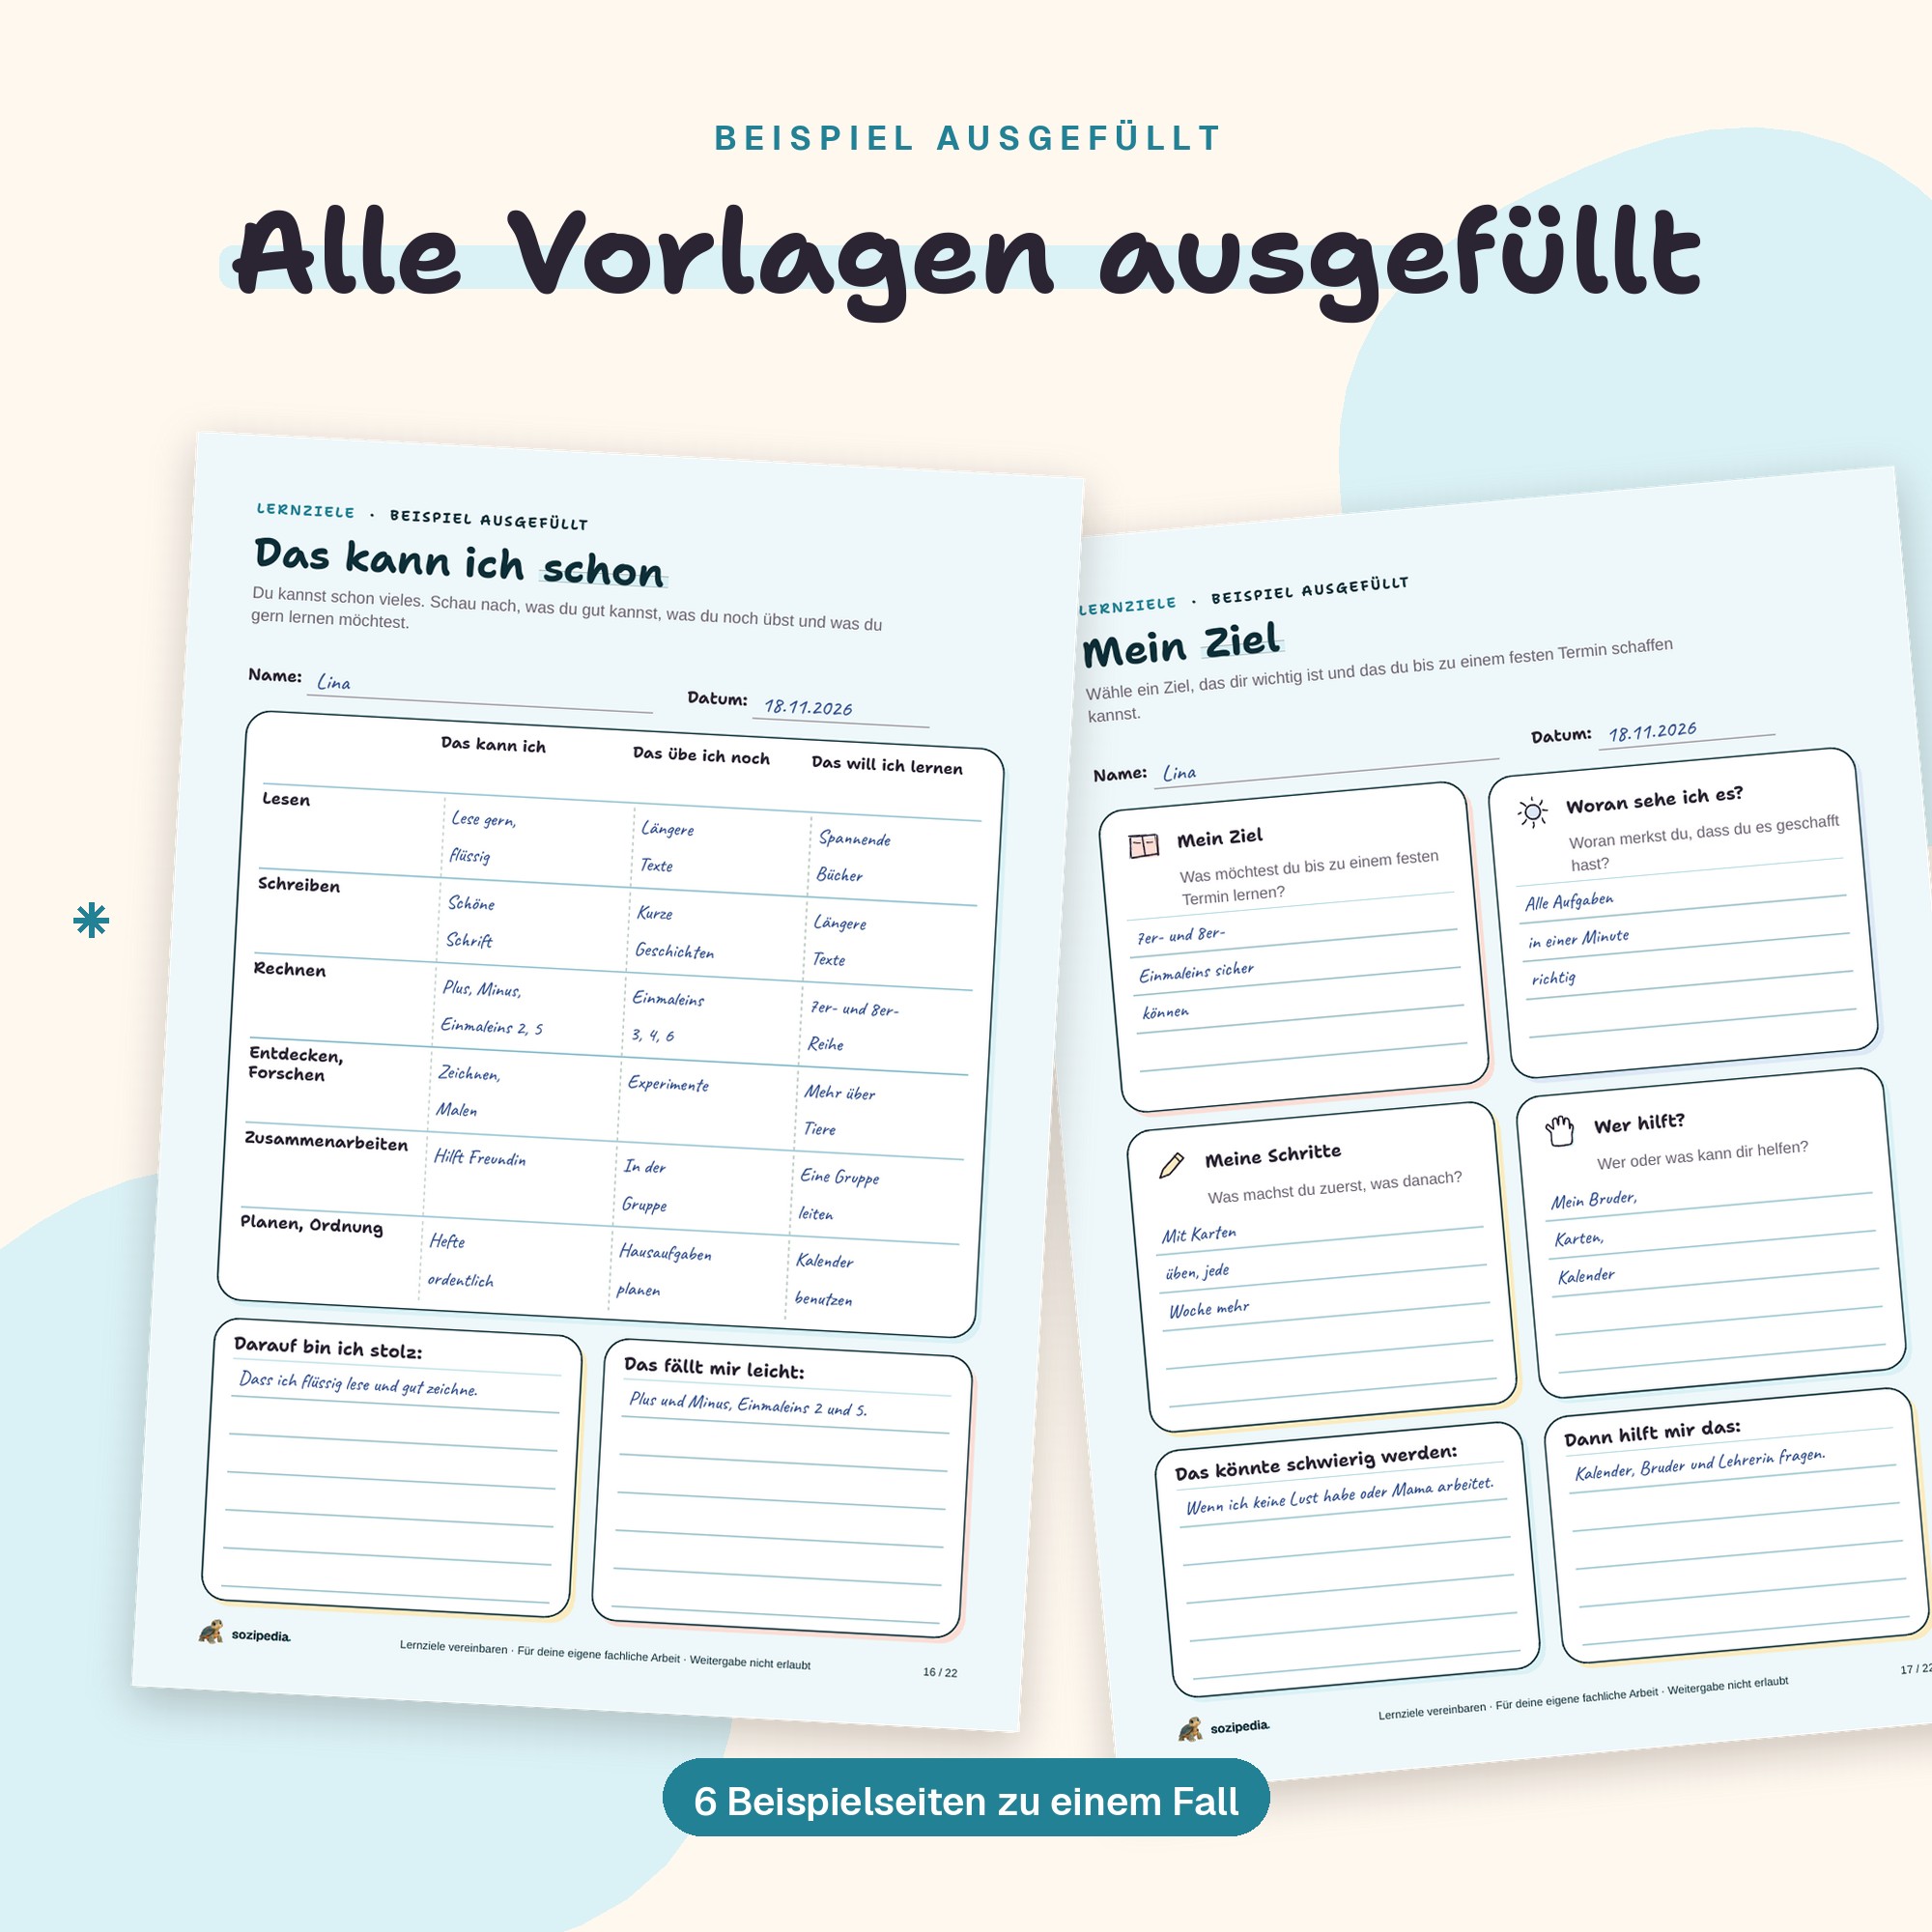 BEISPIEL AUSGEFÜLLT
Alle Vorlagen ausgefüllt
LERNZIELE · BEISPIEL AUSGEFÜLLT
Das kann ich schon
Du kannst schon vieles. Schau nach, was du gut kannst, was du noch übst und was du
gern lernen möchtest.
Name: Lina Datum: 18.11.2026
Das kann ich Das übe ich noch Das will ich lernen
Lesen
Lese gern,
flüssig
Längere
Texte
Spannende
Bücher
Schreiben
Schöne
Schrift
Kurze
Geschichten
Längere
Texte
Rechnen
Plus, Minus,
Einmaleins 2, 5
Einmaleins
3, 4, 6
7er- und 8er-
Reihe
Entdecken,
Forschen
Zeichnen,
Malen
Experimente
Mehr über
Tiere
Zusammenarbeiten
Hilft Freundin
In der
Gruppe
Eine Gruppe
leiten
Planen, Ordnung
Hefte
ordentlich
Hausaufgaben
planen
Kalender
benutzen
Darauf bin ich stolz:
Dass ich flüssig lese und gut zeichne.
Das fällt mir leicht:
Plus und Minus, Einmaleins 2 und 5.
sozipedia.
Lernziele vereinbaren · Für deine eigene fachliche Arbeit · Weitergabe nicht erlaubt
16 / 22
LERNZIELE · BEISPIEL AUSGEFÜLLT
Mein Ziel
Wähle ein Ziel, das dir wichtig ist und das du bis zu einem festen Termin schaffen
kannst.
Name: Lina Datum: 18.11.2026
Mein Ziel
Was möchtest du bis zu einem festen
Termin lernen?
7er- und 8er-
Einmaleins sicher
können
Woran sehe ich es?
Woran merkst du, dass du es geschafft
hast?
Alle Aufgaben
in einer Minute
richtig
Meine Schritte
Was machst du zuerst, was danach?
Mit Karten
üben, jede
Woche mehr
Wer hilft?
Wer oder was kann dir helfen?
Mein Bruder,
Karten,
Kalender
Das könnte schwierig werden:
Wenn ich keine Lust habe oder Mama arbeitet.
Dann hilft mir das:
Kalender, Bruder und Lehrerin fragen.
sozipedia.
Lernziele vereinbaren · Für deine eigene fachliche Arbeit · Weitergabe nicht erlaubt
17 / 22
6 Beispielseiten zu einem Fall